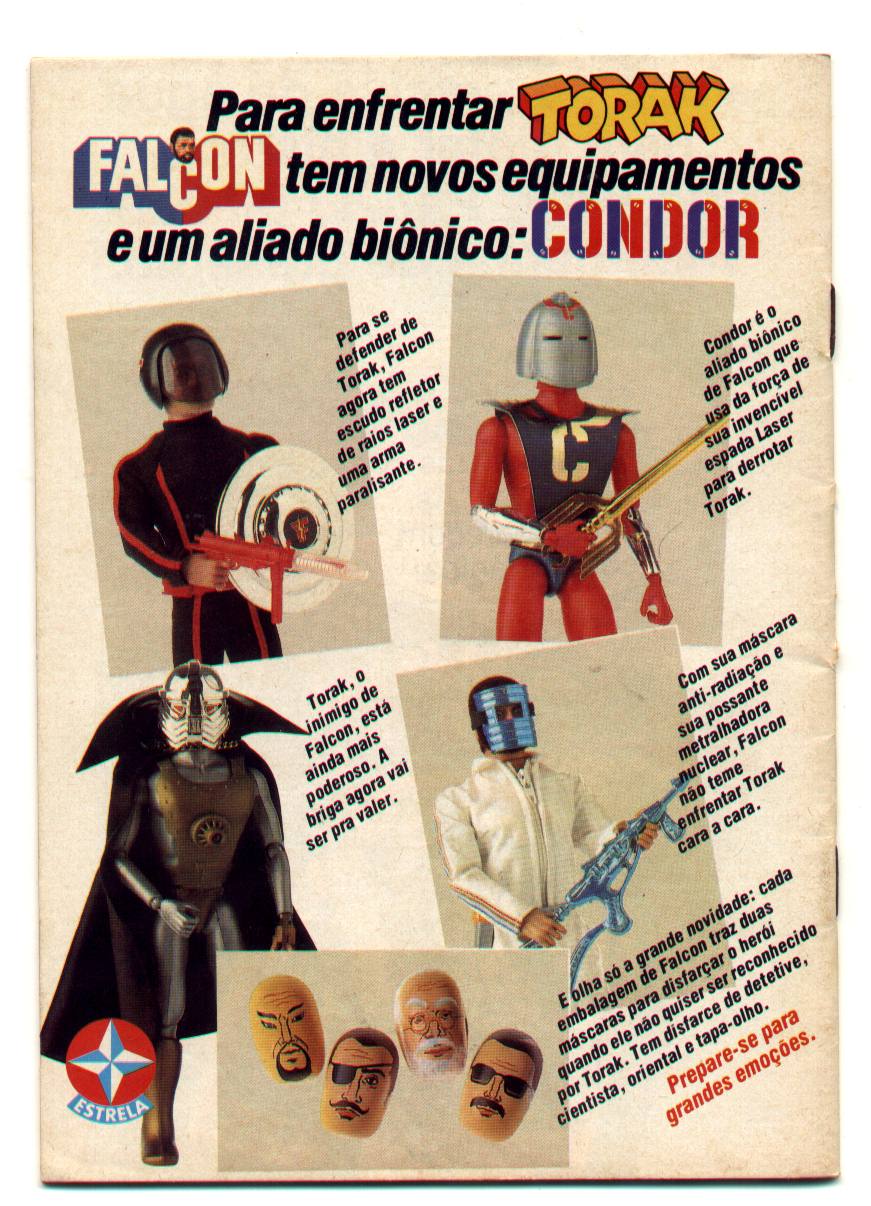 Para enfrentar TORAK
FALCON tem novos equipamentos
e um aliado biônico: CONDOR
Para se
defender de
Torak, Falcon
agora tem
escudo refletor
de raios laser e
uma arma
paralisante.
Condor é o
aliado biônico
de Falcon que
usa da força de
sua invencível
espada Laser
para derrotar
Torak.
C
Torak, o
inimigo de
Falcon, está
ainda mais
poderoso. A
briga agora vai
ser pra valer.
Com sua máscara
anti-radiação e
sua possante
metralhadora
nuclear, Falcon
não teme
enfrentar Torak
cara a cara.
E olha só a grande novidade: cada
embalagem de Falcon traz duas
máscaras para disfarçar o herói
quando ele não quiser ser reconhecido
por Torak. Tem disfarce de detetive,
cientista, oriental e tapa-olho.
Prepare-se para
grandes emoções.
ESTRELA